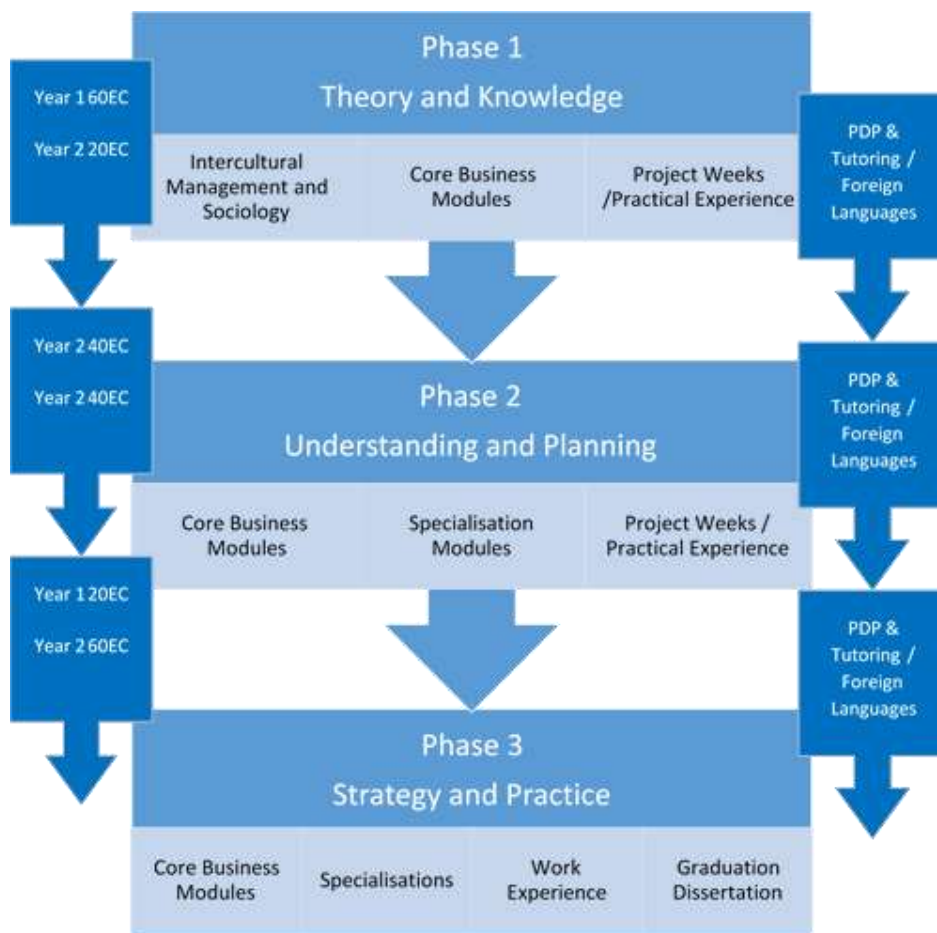 Phase 1
Theory and Knowledge
Year 1 60EC
Year 2 20EC
Intercultural
Management and
Sociology
Core Business
Modules
Project Weeks
/Practical Experience
PDP &
Tutoring /
Foreign
Languages
Phase 2
Understanding and Planning
Year 2 40EC
Year 2 40EC
Core Business
Modules
Specialisation
Modules
Project Weeks /
Practical Experience
PDP &
Tutoring /
Foreign
Languages
Year 1 20EC
Year 2 60EC
PDP &
Tutoring /
Foreign
Languages
Phase 3
Strategy and Practice
Core Business
Modules
Specialisations
Work
Experience
Graduation
Dissertation